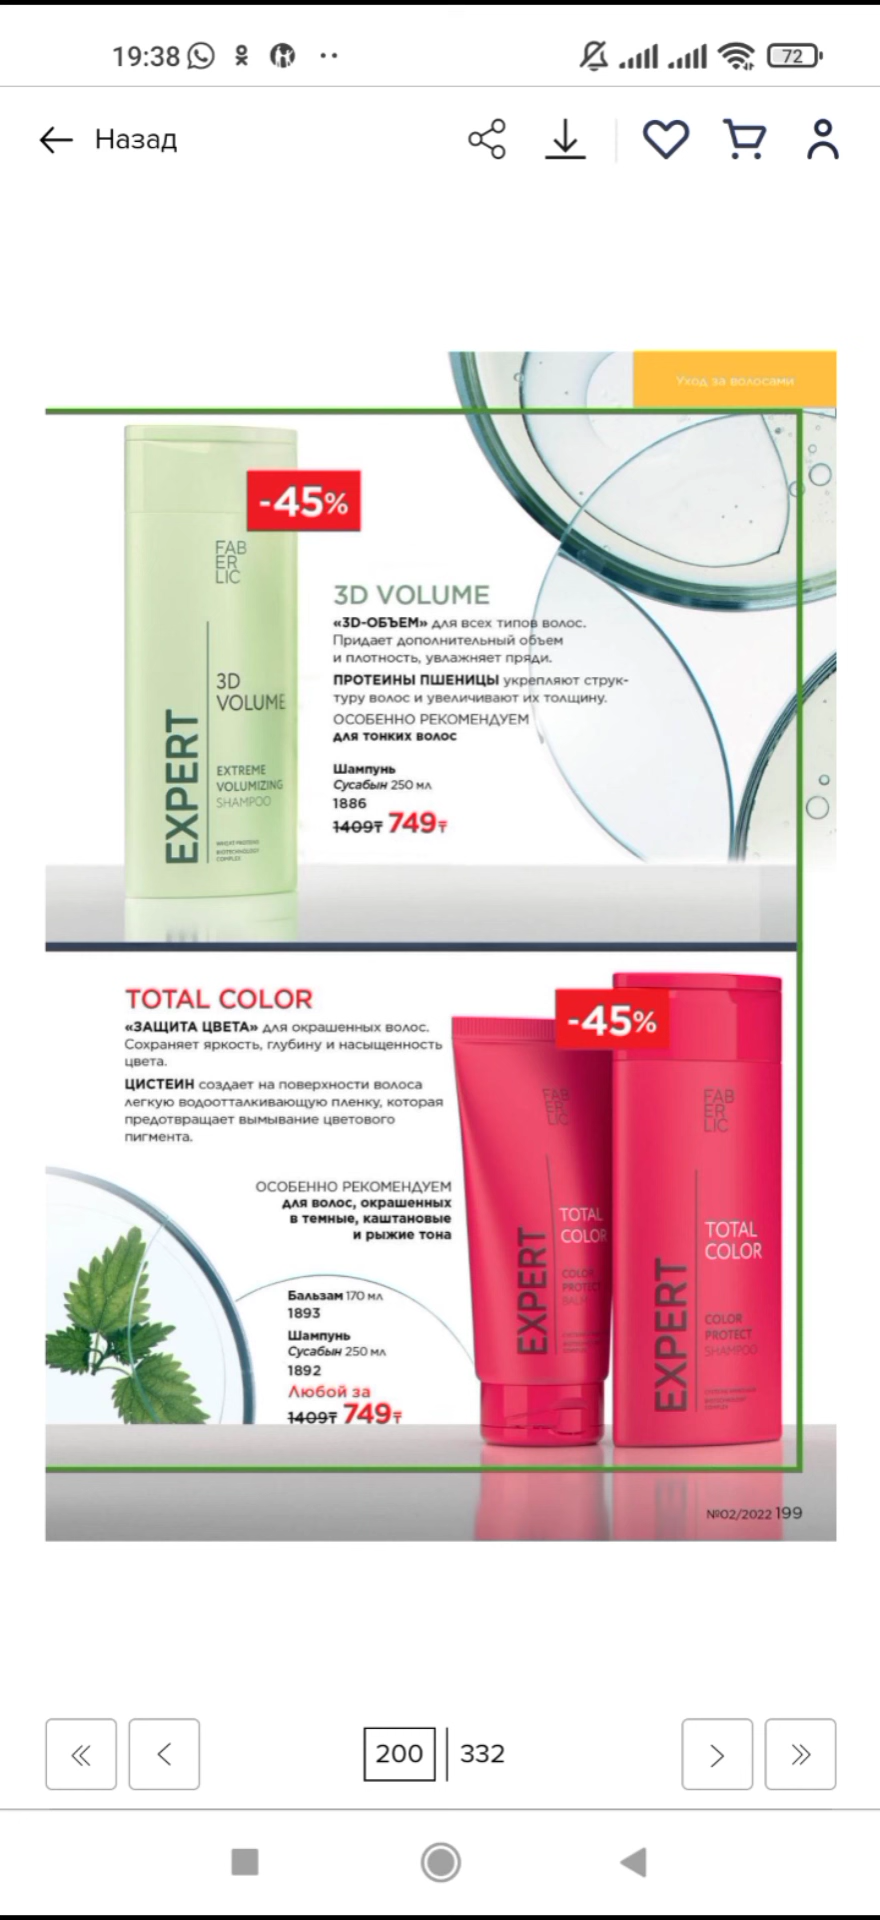 19:38
72
Назад
Уход за волосами
-45%
FAB
ER
LIC
3D
VOLUME
EXPERT
EXTREME
VOLUMIZING
SHAMPOO
3D VOLUME
«3D-ОБЪЕМ» для всех типов волос.
Придает дополнительный объем
и плотность, увлажняет пряди.
ПРОТЕИНЫ ПШЕНИЦЫ укрепляют струк-
туру волос и увеличивают их толщину.
ОСОБЕННО РЕКОМЕНДУЕМ
для тонких волос
Шампунь
Сусабын 250 мл
1886
1409₸ 749₸
TOTAL COLOR
«ЗАЩИТА ЦВЕТА» для окрашенных волос.
Сохраняет яркость, глубину и насыщенность
цвета.
ЦИСТЕИН создает на поверхности волоса
легкую водоотталкивающую пленку, которая
предотвращает вымывание цветового
пигмента.
ОСОБЕННО РЕКОМЕНДУЕМ
для волос, окрашенных
в темные, каштановые
и рыжие тона
Бальзам 170 мл
1893
Шампунь
Сусабын 250 мл
1892
Любой за
1409₸ 749₸
-45%
FAB
ER
LIC
TOTAL
COLOR
EXPERT
COLOR
PROTECT
BALM
FAB
ER
LIC
TOTAL
COLOR
EXPERT
COLOR
PROTECT
SHAMPOO
№02/2022 199
200 | 332